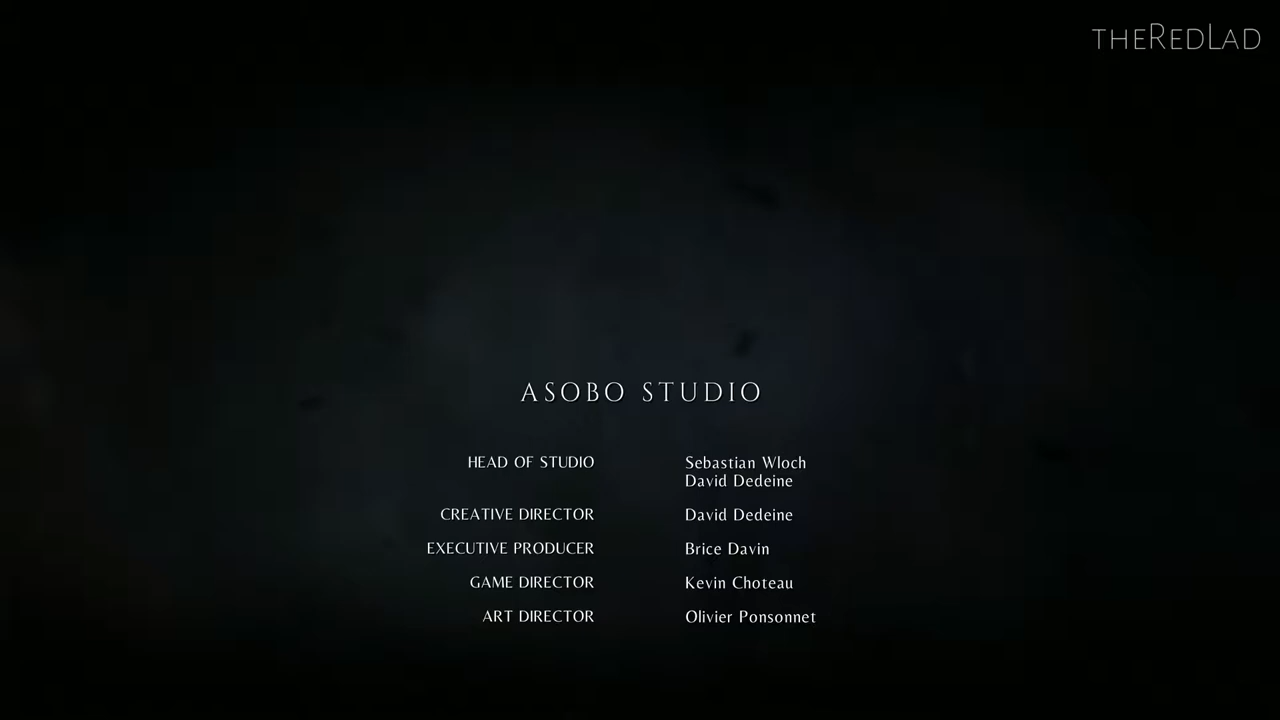 THEREDLAD
ASOBO STUDIO
HEAD OF STUDIO Sebastian Wloch
David Dedeine
CREATIVE DIRECTOR David Dedeine
EXECUTIVE PRODUCER Brice Davin
GAME DIRECTOR Kevin Choteau
ART DIRECTOR Olivier Ponsonnet